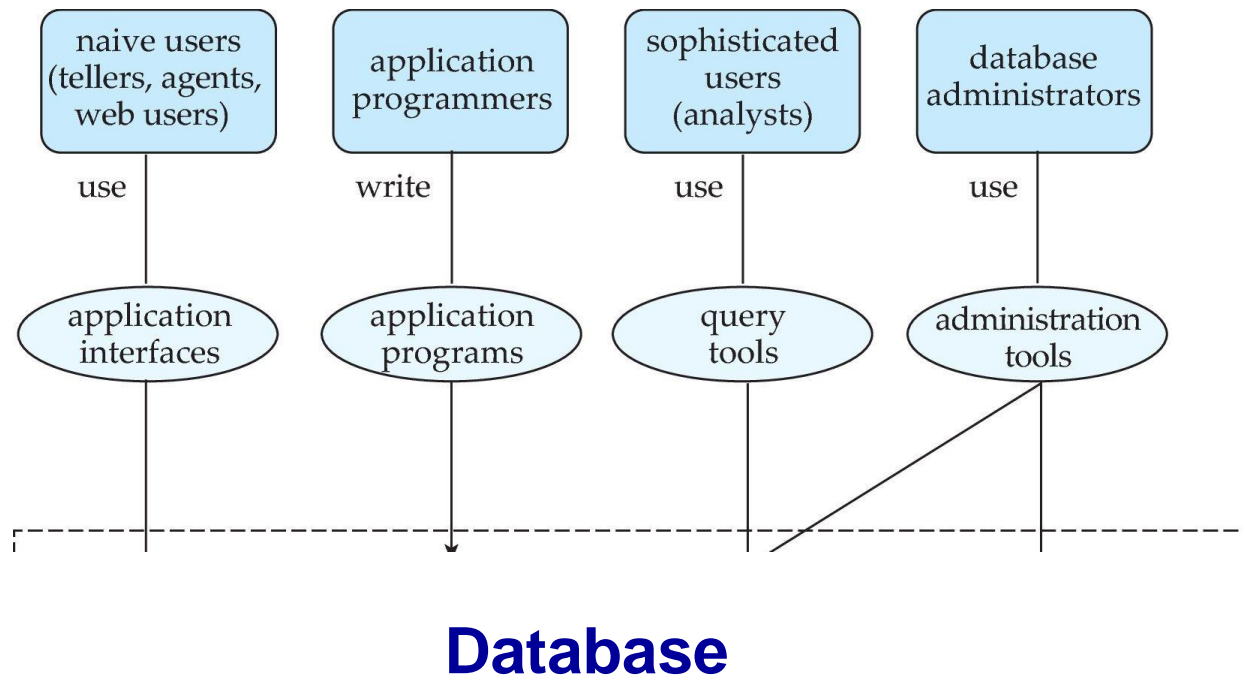 naive users
(tellers, agents,
web users)
application
programmers
sophisticated
users
(analysts)
database
administrators
use
write
use
use
application
interfaces
application
programs
query
tools
administration
tools
Database